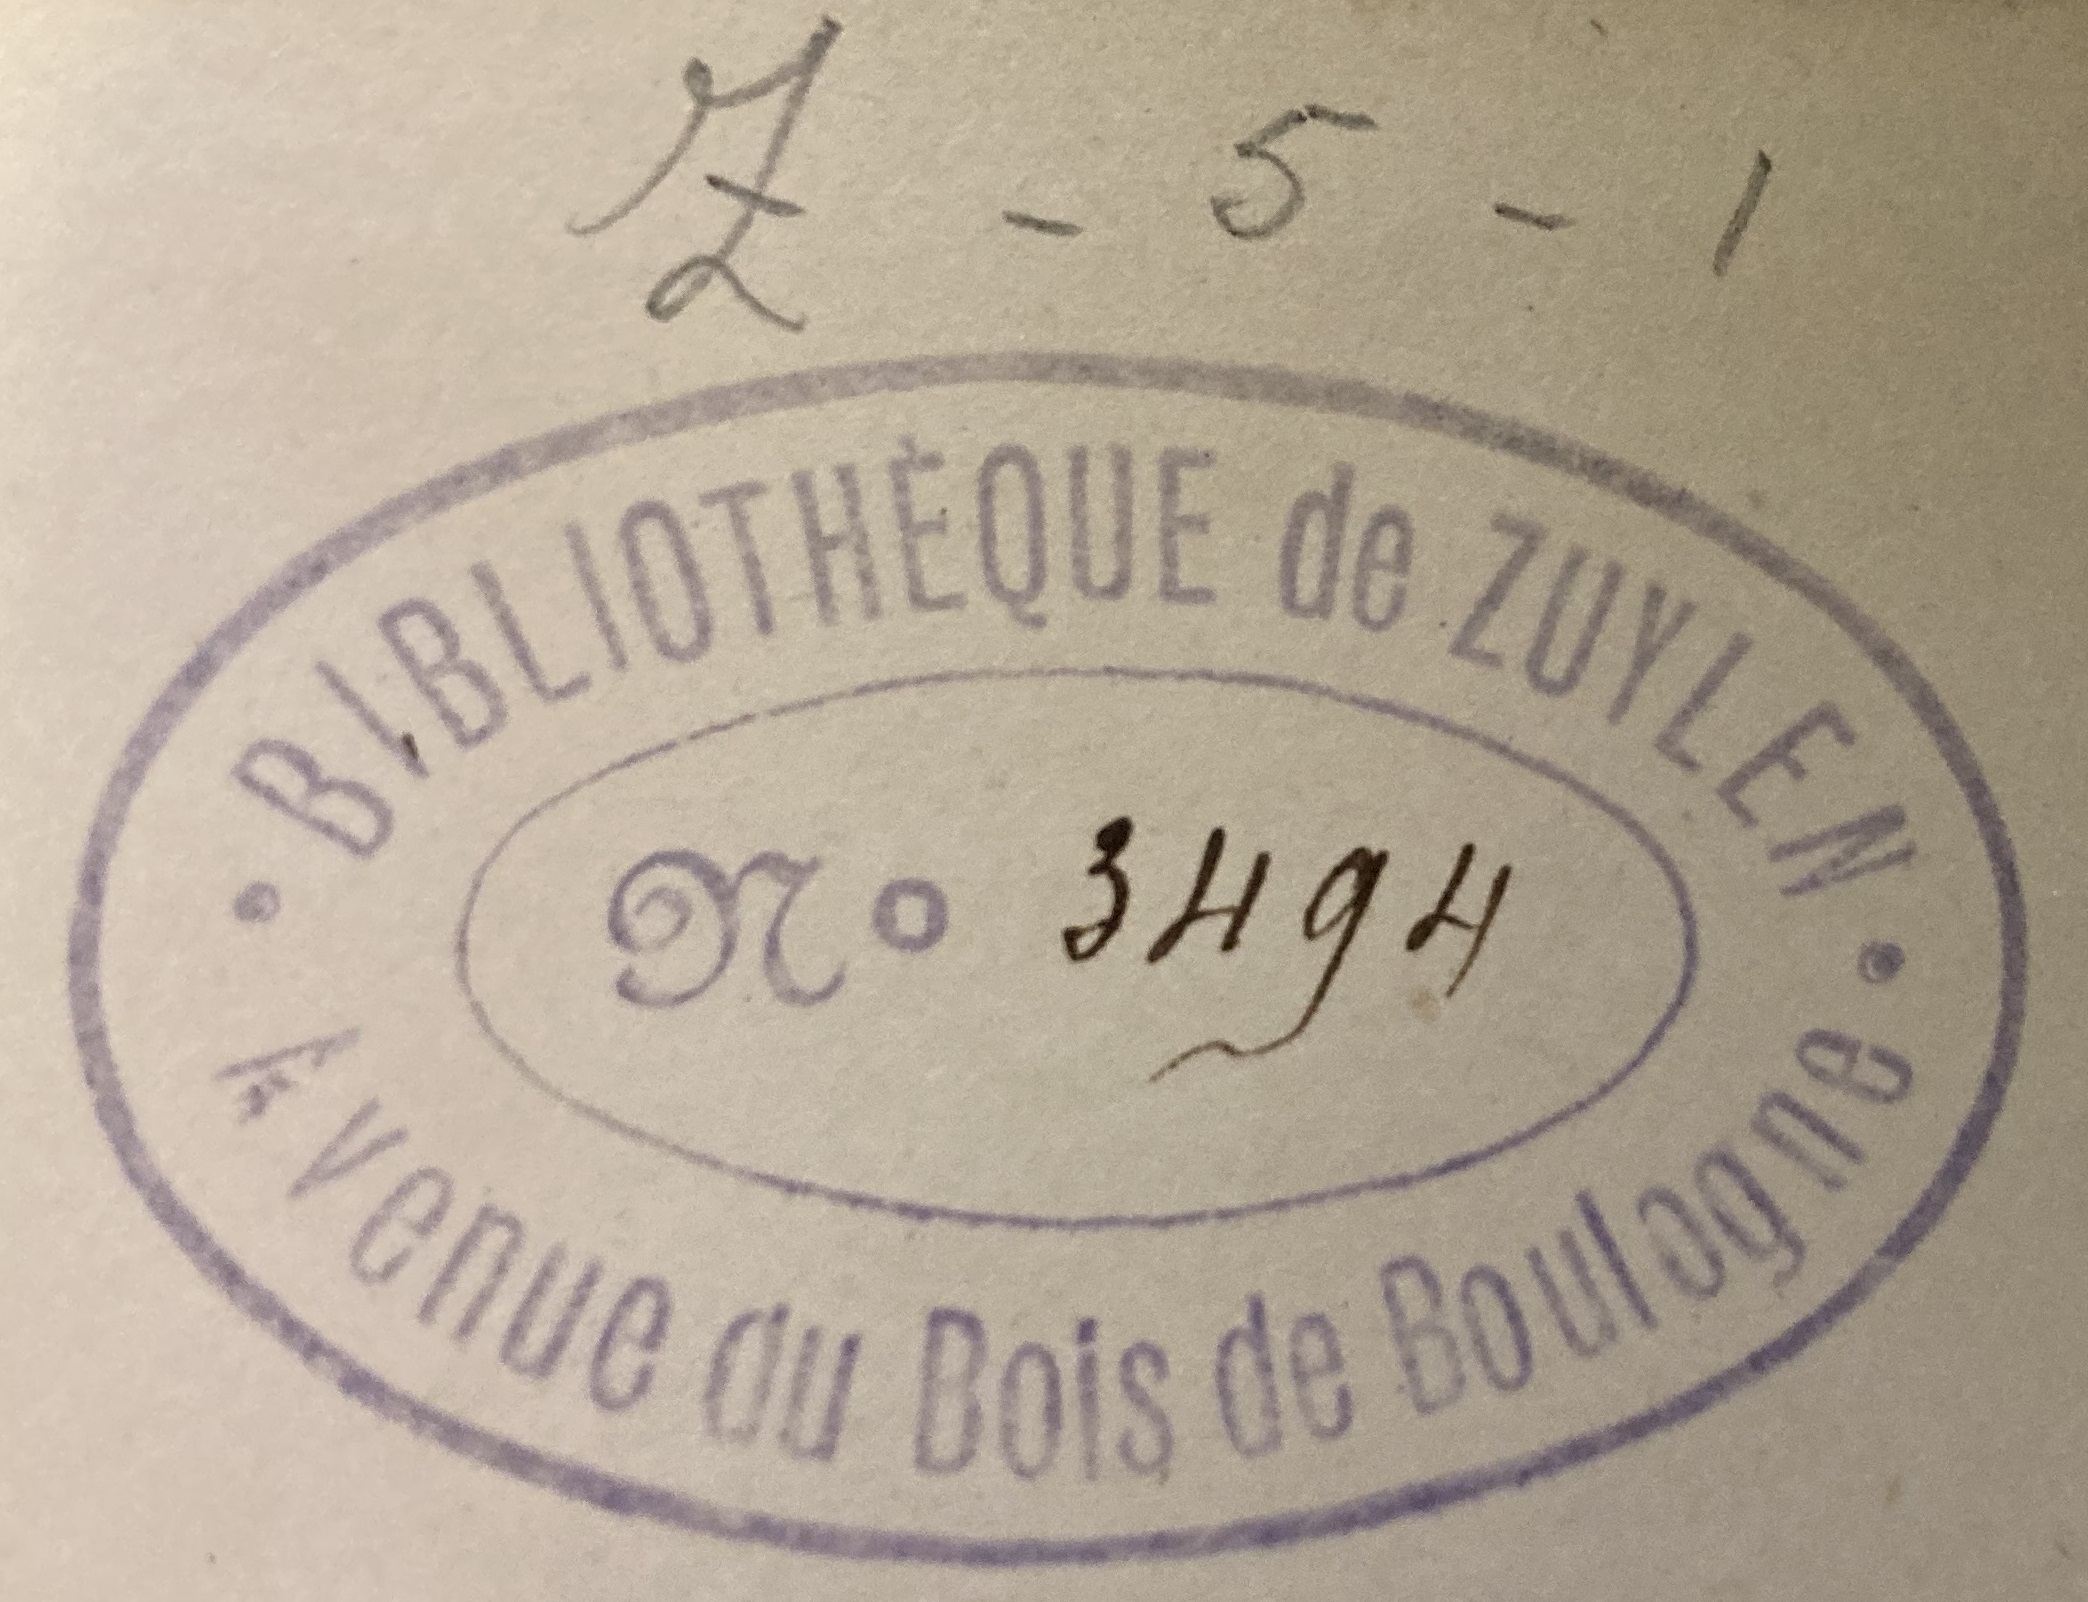 Z - 5 - 1
BIBLIOTHÈQUE de ZUYLEN
N° 3494
Avenue du Bois de Boulogne